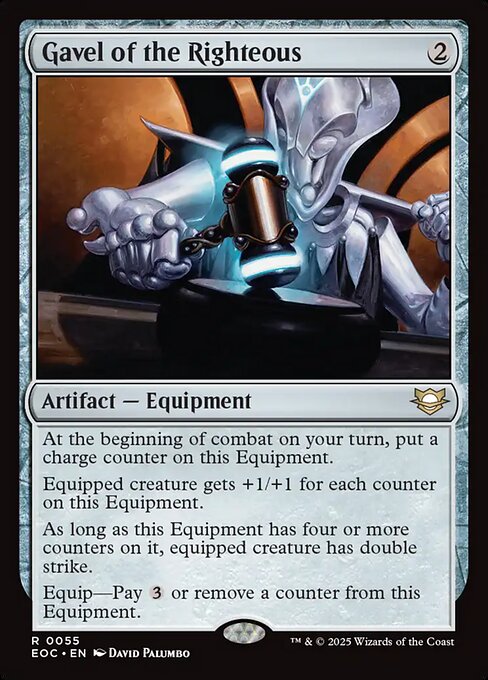 Gavel of the Righteous 2
Artifact — Equipment
At the beginning of combat on your turn, put a
charge counter on this Equipment.
Equipped creature gets +1/+1 for each counter
on this Equipment.
As long as this Equipment has four or more
counters on it, equipped creature has double
strike.
Equip—Pay 3 or remove a counter from this
Equipment.
R 0055
EOC • EN David Palumbo
™ & © 2025 Wizards of the Coast